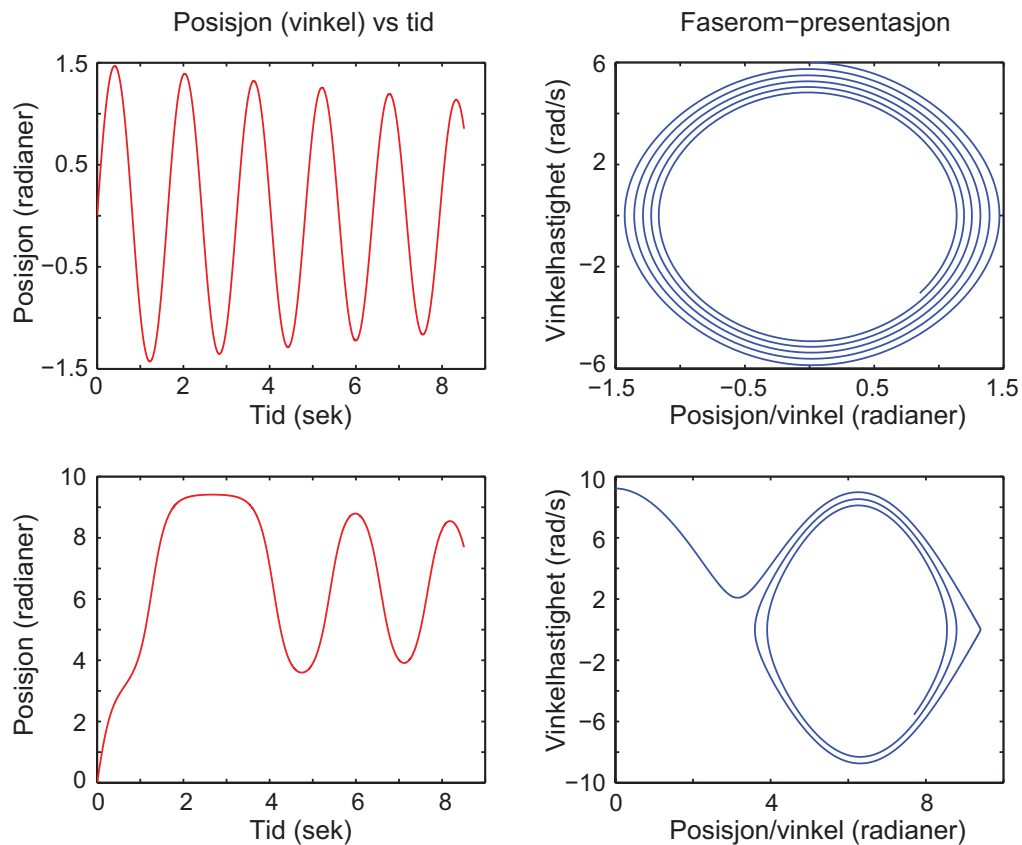 Posisjon (vinkel) vs tid
Faserom−presentasjon
Posisjon (radianer)
1.5
0.5
−0.5
−1.5
0 2 4 6 8
Tid (sek)
Vinkelhastighet (rad/s)
6
2
−2
−6
−1.5 −0.5 0.5 1.5
Posisjon/vinkel (radianer)
Posisjon (radianer)
10
8
6
4
2
0
0 2 4 6 8
Tid (sek)
Vinkelhastighet (rad/s)
10
6
2
−2
−6
−10
0 4 8
Posisjon/vinkel (radianer)